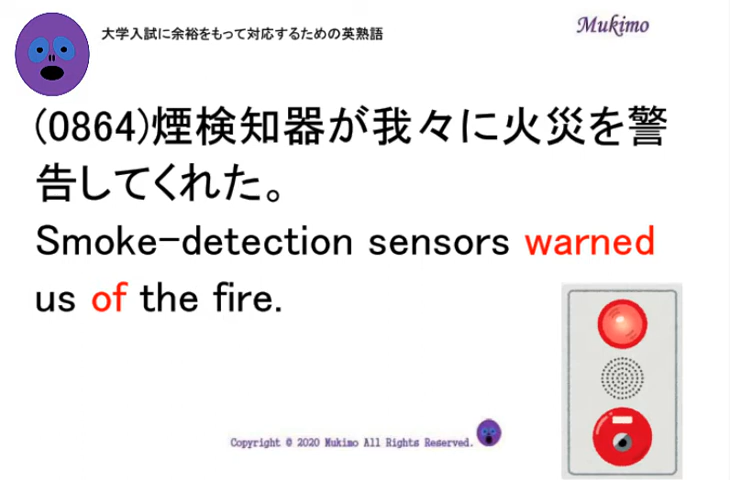 大学入試に余裕をもって対応するための英熟語
Mukimo
(0864)煙検知器が我々に火災を警
告してくれた。
Smoke-detection sensors warned
us of the fire.
Copyright © 2020 Mukimo All Rights Reserved.